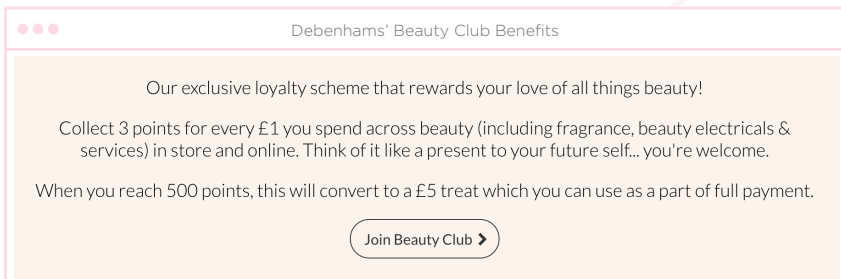 Debenhams' Beauty Club Benefits
Our exclusive loyalty scheme that rewards your love of all things beauty!
Collect 3 points for every £1 you spend across beauty (including fragrance, beauty electricals &
services) in store and online. Think of it like a present to your future self... you're welcome.
When you reach 500 points, this will convert to a £5 treat which you can use as a part of full payment.
Join Beauty Club